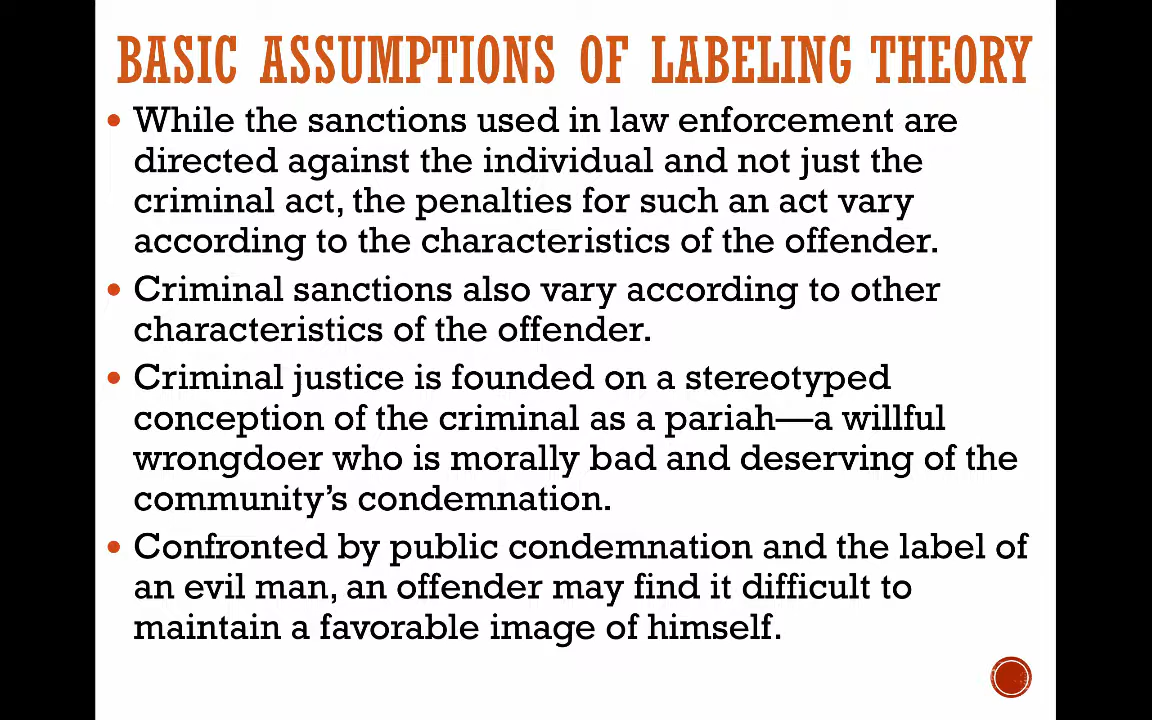 BASIC ASSUMPTIONS OF LABELING THEORY
• While the sanctions used in law enforcement are
directed against the individual and not just the
criminal act, the penalties for such an act vary
according to the characteristics of the offender.
• Criminal sanctions also vary according to other
characteristics of the offender.
• Criminal justice is founded on a stereotyped
conception of the criminal as a pariah—a willful
wrongdoer who is morally bad and deserving of the
community’s condemnation.
• Confronted by public condemnation and the label of
an evil man, an offender may find it difficult to
maintain a favorable image of himself.